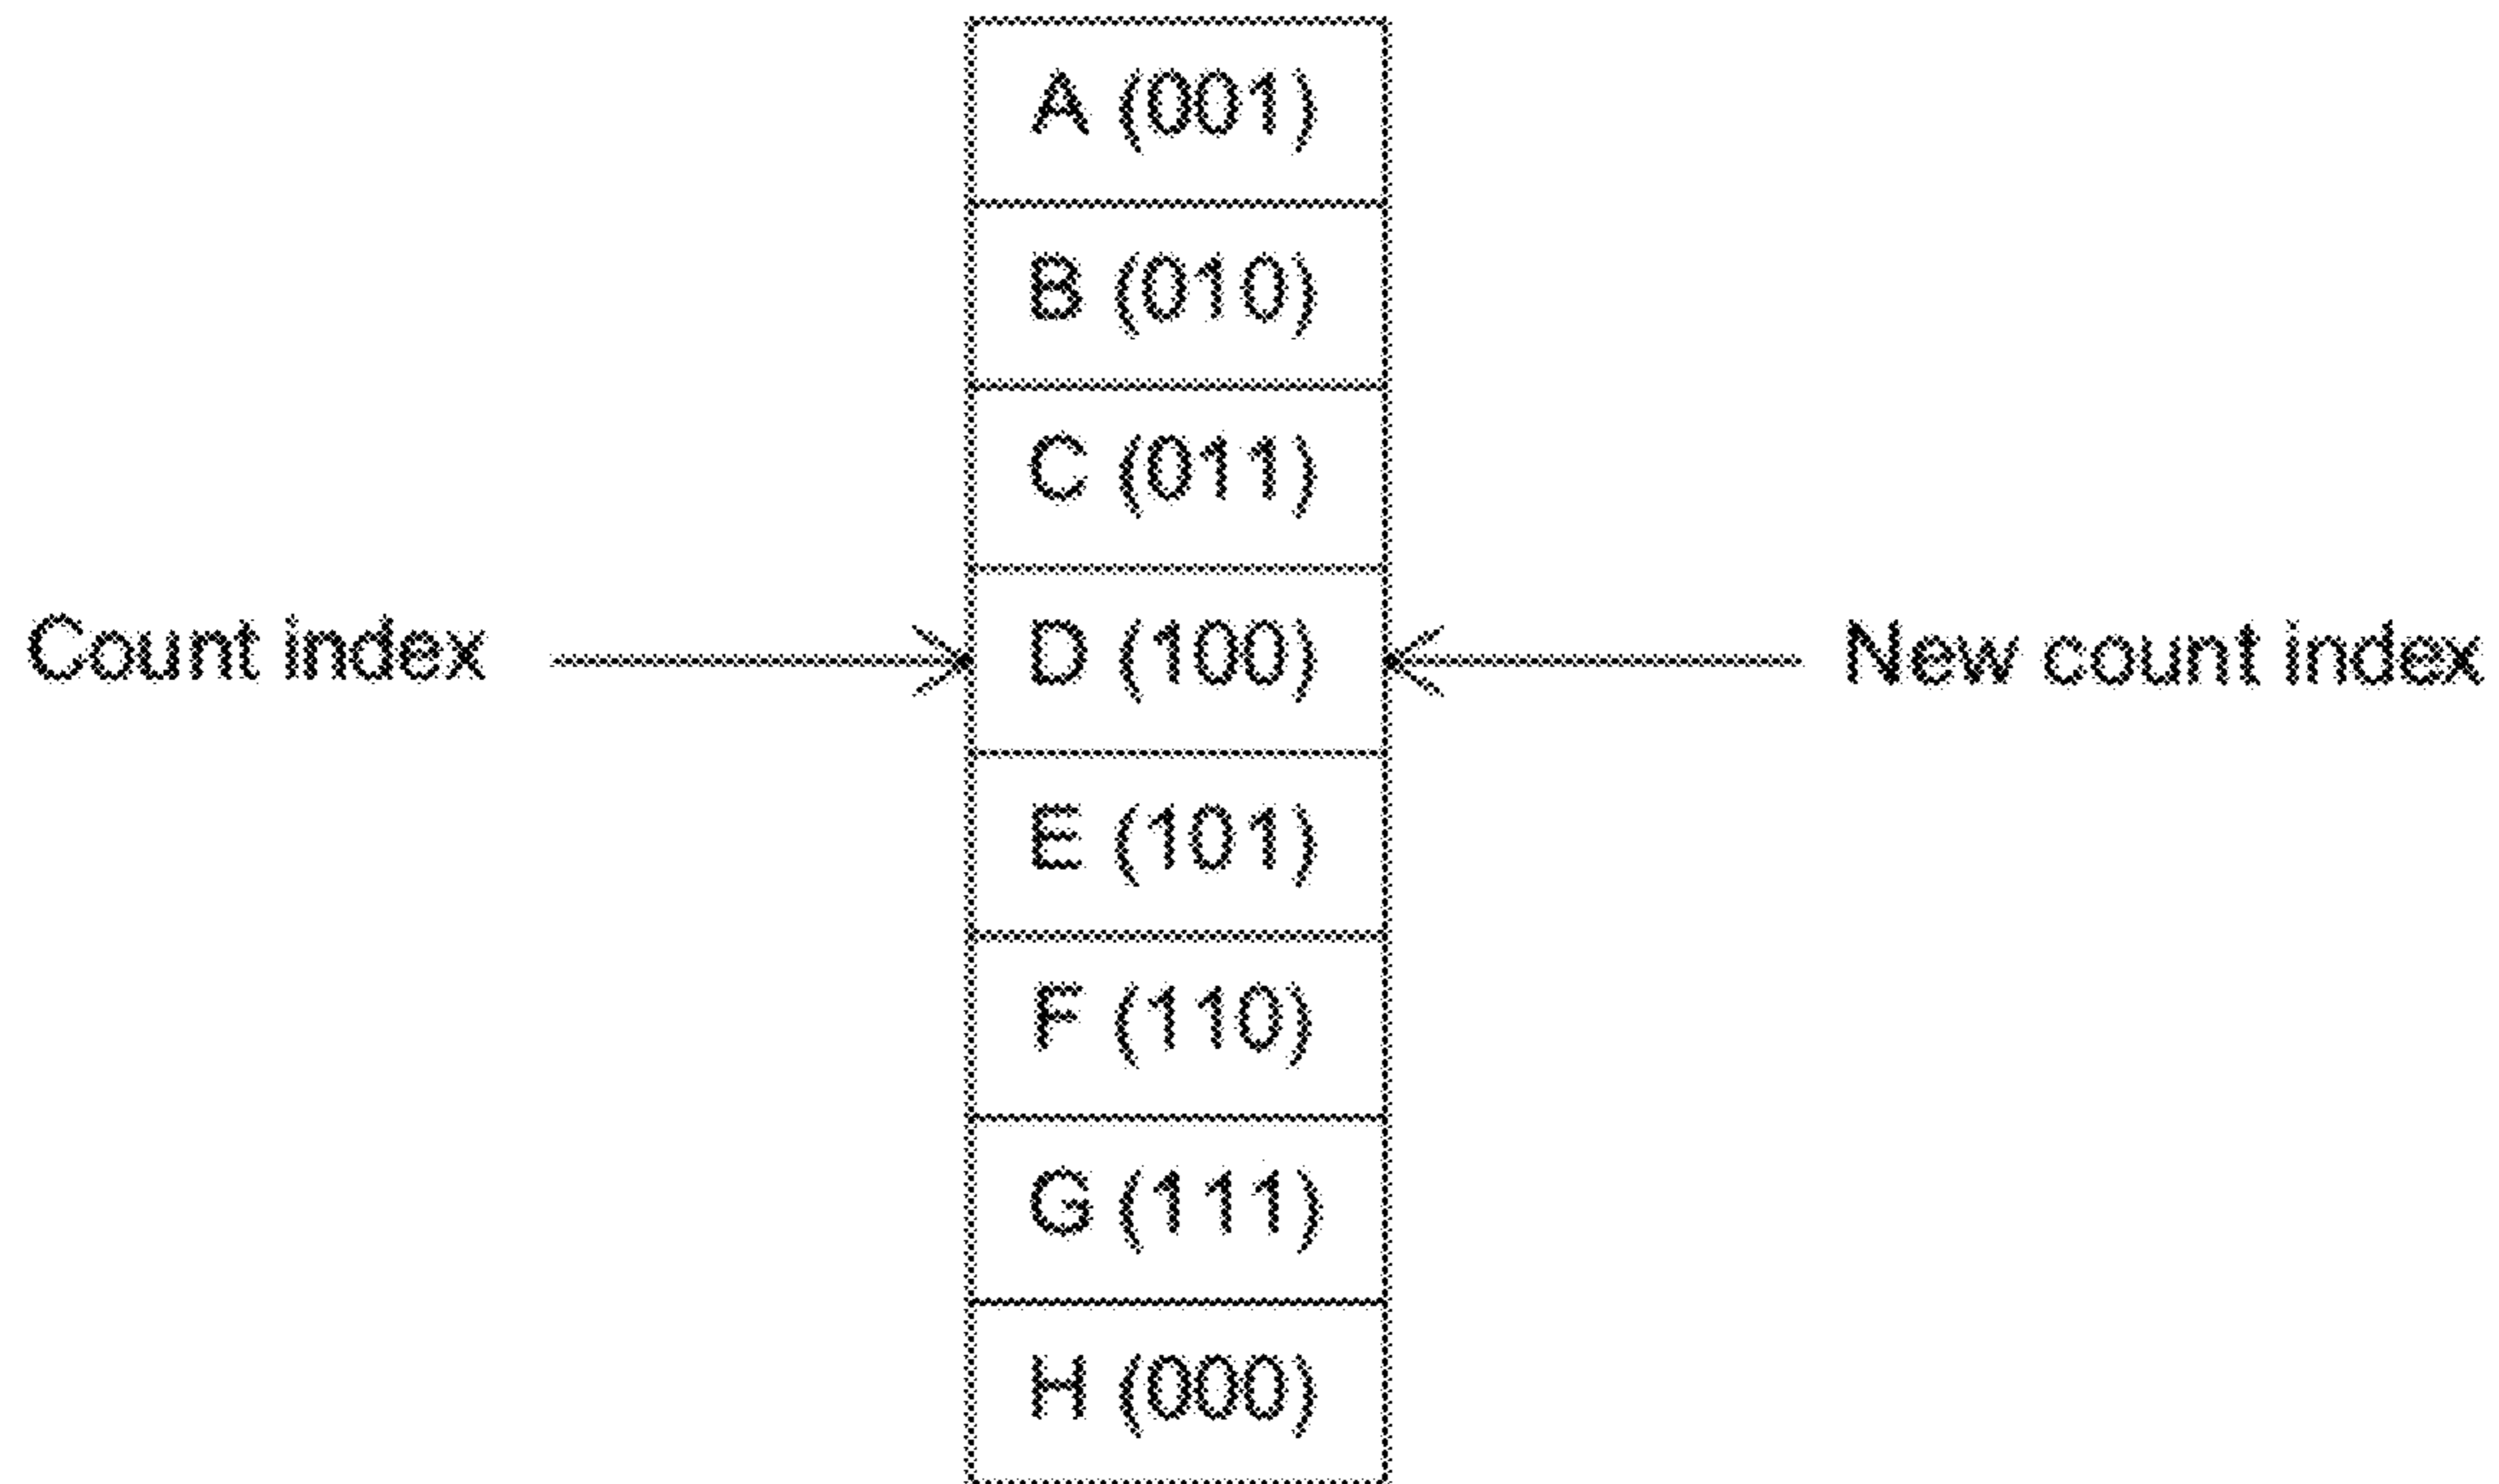 A (001)
B (010)
C (011)
Count index
D (100)
New count index
E (101)
F (110)
G (111)
H (000)